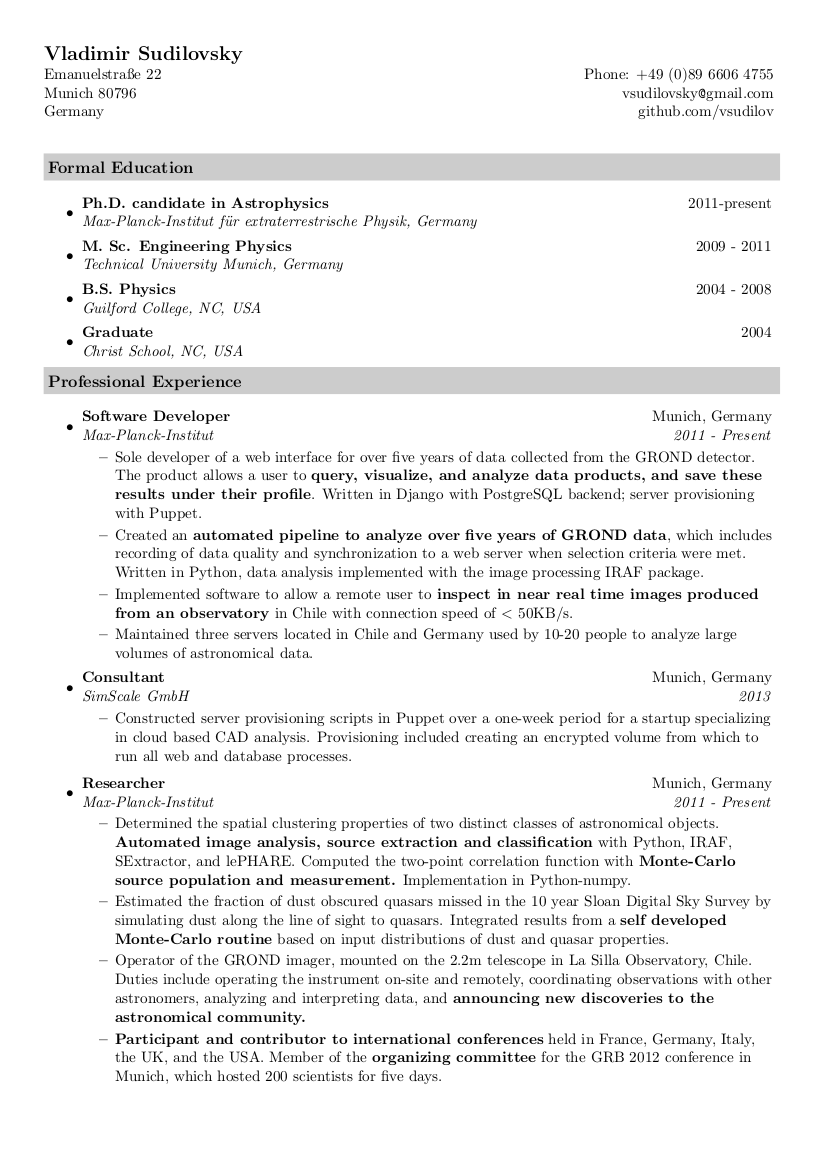 Vladimir Sudilovsky
Emanuelstraße 22
Phone: +49 (0)89 6606 4755
Munich 80796
vsudilovsky@gmail.com
Germany
github.com/vsudilov
Formal Education
• Ph.D. candidate in Astrophysics 2011-present
Max-Planck-Institut für extraterrestrische Physik, Germany
• M. Sc. Engineering Physics 2009 - 2011
Technical University Munich, Germany
• B.S. Physics 2004 - 2008
Guilford College, NC, USA
• Graduate 2004
Christ School, NC, USA
Professional Experience
• Software Developer Munich, Germany
Max-Planck-Institut 2011 - Present
– Sole developer of a web interface for over five years of data collected from the GROND detector.
The product allows a user to query, visualize, and analyze data products, and save these
results under their profile. Written in Django with PostgreSQL backend; server provisioning
with Puppet.
– Created an automated pipeline to analyze over five years of GROND data, which includes
recording of data quality and synchronization to a web server when selection criteria were met.
Written in Python, data analysis implemented with the image processing IRAF package.
– Implemented software to allow a remote user to inspect in near real time images produced
from an observatory in Chile with connection speed of < 50KB/s.
– Maintained three servers located in Chile and Germany used by 10-20 people to analyze large
volumes of astronomical data.
• Consultant Munich, Germany
SimScale GmbH 2013
– Constructed server provisioning scripts in Puppet over a one-week period for a startup specializing
in cloud based CAD analysis. Provisioning included creating an encrypted volume from which to
run all web and database processes.
• Researcher Munich, Germany
Max-Planck-Institut 2011 - Present
– Determined the spatial clustering properties of two distinct classes of astronomical objects.
Automated image analysis, source extraction and classification with Python, IRAF,
SExtractor, and lePHARE. Computed the two-point correlation function with Monte-Carlo
source population and measurement. Implementation in Python-numpy.
– Estimated the fraction of dust obscured quasars missed in the 10 year Sloan Digital Sky Survey by
simulating dust along the line of sight to quasars. Integrated results from a self developed
Monte-Carlo routine based on input distributions of dust and quasar properties.
– Operator of the GROND imager, mounted on the 2.2m telescope in La Silla Observatory, Chile.
Duties include operating the instrument on-site and remotely, coordinating observations with other
astronomers, analyzing and interpreting data, and announcing new discoveries to the
astronomical community.
– Participant and contributor to international conferences held in France, Germany, Italy,
the UK, and the USA. Member of the organizing committee for the GRB 2012 conference in
Munich, which hosted 200 scientists for five days.